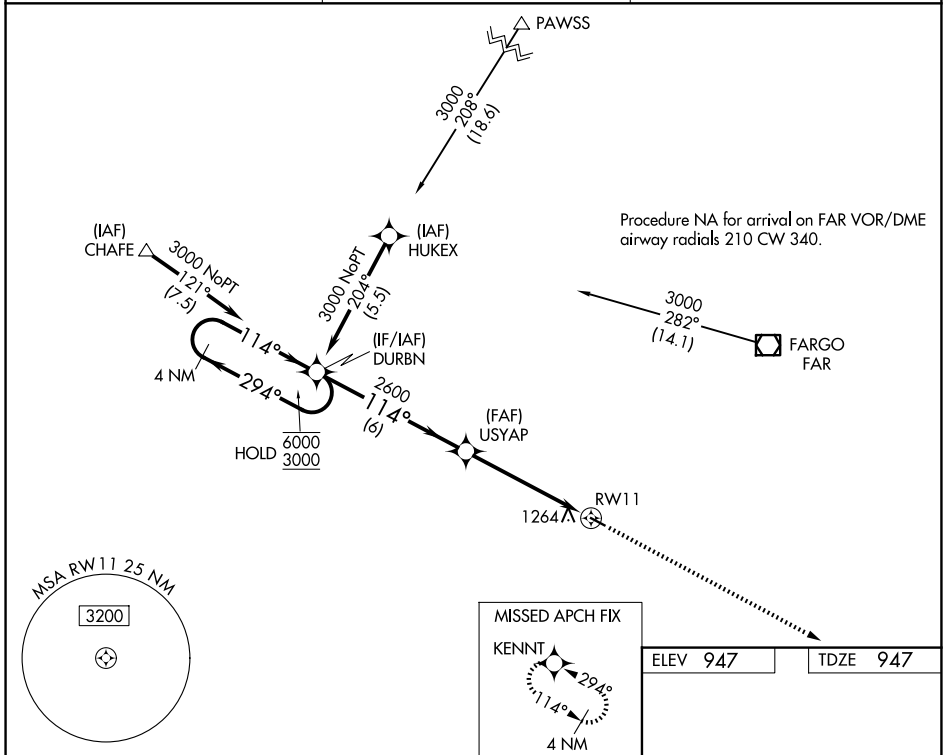 PAWSS
3000
208°
(18.6)
(IAF)
CHAFE
3000 NoPT
121°
(7.5)
(IAF)
HUKEX
3000 NoPT
204°
(5.5)
Procedure NA for arrival on FAR VOR/DME
airway radials 210 CW 340.
3000
282°
(14.1)
FARGO
FAR
114°
4 NM
294°
(IF/IAF)
DURBN
HOLD
6000
3000
2600
114°
(6)
(FAF)
USYAP
1264
RW11
MSA RW11 25 NM
3200
MISSED APCH FIX
KENNT
294°
114°
4 NM
ELEV 947
TDZE 947